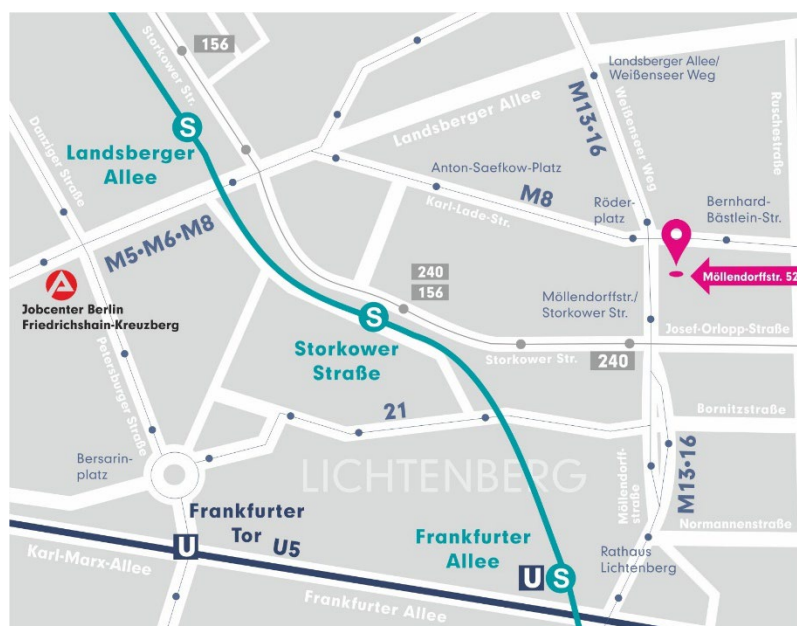 156
Storkower Str.
Landsberger Allee/
Weißenseer Weg
M13•16
Weißenseer Weg
Ruschestraße
S
Landsberger
Allee
Danziger Straße
Landsberger Allee
Anton-Saefkow-Platz
M8
Karl-Lade-Str.
Röder-
platz
Bernhard-
Bästlein-Str.
M5•M6•M8
Möllendorffstr. 52
Jobcenter Berlin
Friedrichshain-Kreuzberg
240
156
Möllendorffstr./
Storkower Str.
Josef-Orlopp-Straße
S
Storkower
Straße
Storkower Str.
240
Petersburger Straße
21
Bornitzstraße
Bersarin-
platz
LICHTENBERG
Möllendorff-
straße
M13•16
Normannenstraße
Frankfurter
Tor
U5
U
Frankfurter
Allee
U
S
Rathaus
Lichtenberg
Karl-Marx-Allee
Frankfurter Allee